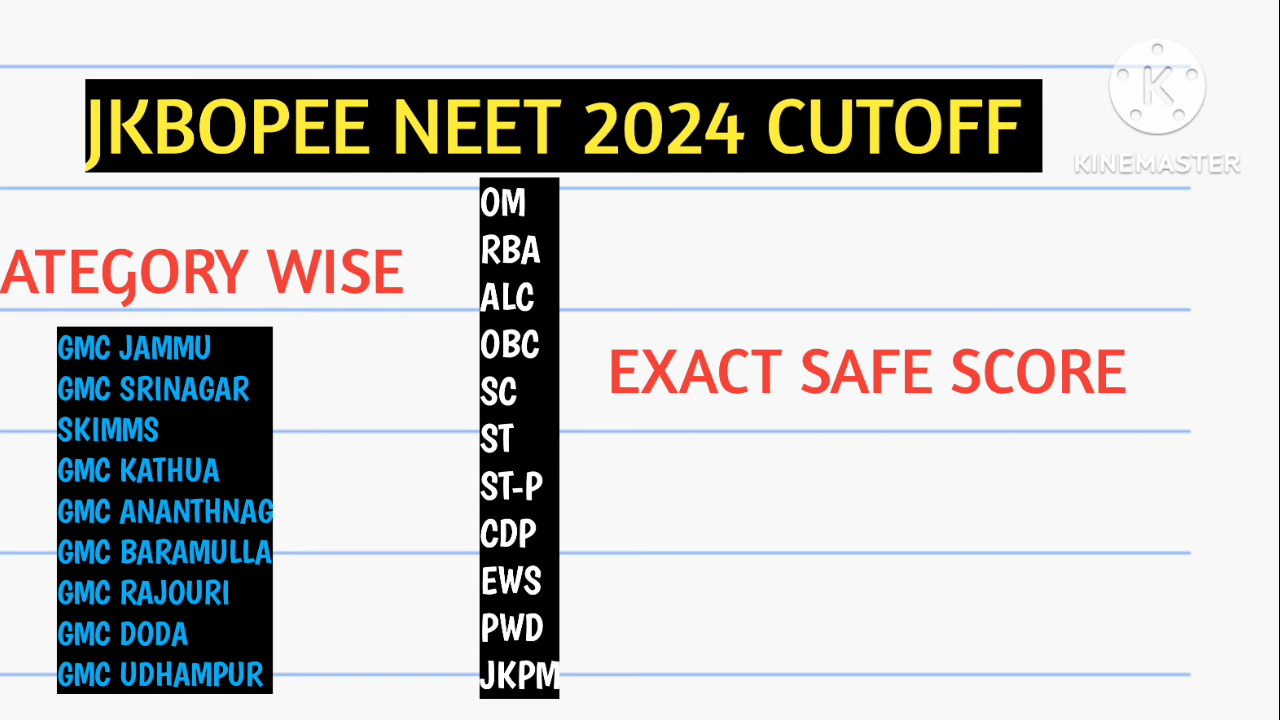 JKBOPEE NEET 2024 CUTOFF
KINEMASTER
ATEGORY WISE
GMC JAMMU
GMC SRINAGAR
SKIMMS
GMC KATHUA
GMC ANANTHNAG
GMC BARAMULLA
GMC RAJOURI
GMC DODA
GMC UDHAMPUR
OM
RBA
ALC
OBC
SC
ST
ST-P
CDP
EWS
PWD
JKPM
EXACT SAFE SCORE